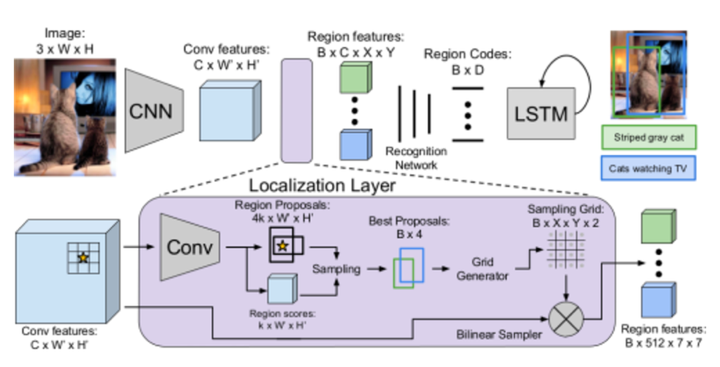 Image:
3 x W x H
CNN
Conv features:
C x W' x H'
Region features:
B x C x X x Y
Recognition
Network
Region Codes:
B x D
LSTM
Striped gray cat
Cats watching TV
Localization Layer
Conv features:
C x W' x H'
Conv
Region Proposals:
4k x W' x H'
Region scores:
k x W' x H'
Sampling
Best Proposals:
B x 4
Grid
Generator
Sampling Grid:
B x X x Y x 2
Bilinear Sampler
Region features:
B x 512 x 7 x 7